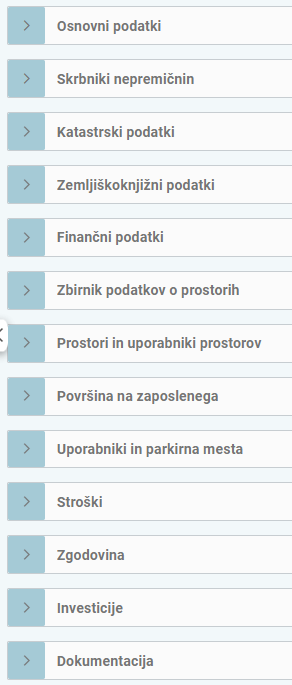 Osnovni podatki
Skrbniki nepremičnin
Katastrski podatki
Zemljiškoknjižni podatki
Finančni podatki
Zbirnik podatkov o prostorih
Prostori in uporabniki prostorov
Površina na zaposlenega
Uporabniki in parkirna mesta
Stroški
Zgodovina
Investicije
Dokumentacija